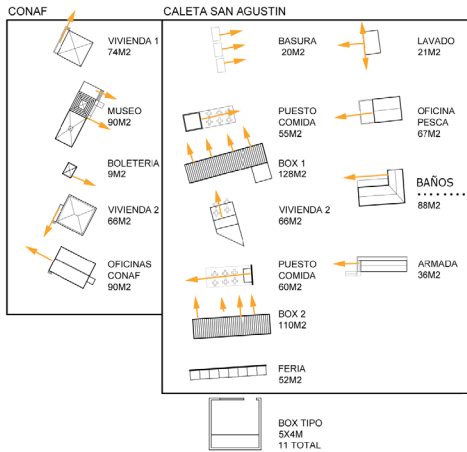 CONAF
VIVIENDA 1
74M2
MUSEO
90M2
BOLETERIA
9M2
VIVIENDA 2
66M2
OFICINAS
CONAF
90M2
CALETA SAN AGUSTIN
BASURA
20M2
PUESTO
COMIDA
55M2
BOX 1
128M2
VIVIENDA 2
66M2
PUESTO
COMIDA
60M2
BOX 2
110M2
FERIA
52M2
LAVADO
21M2
OFICINA
PESCA
67M2
BAÑOS
88M2
ARMADA
36M2
BOX TIPO
5X4M
11 TOTAL